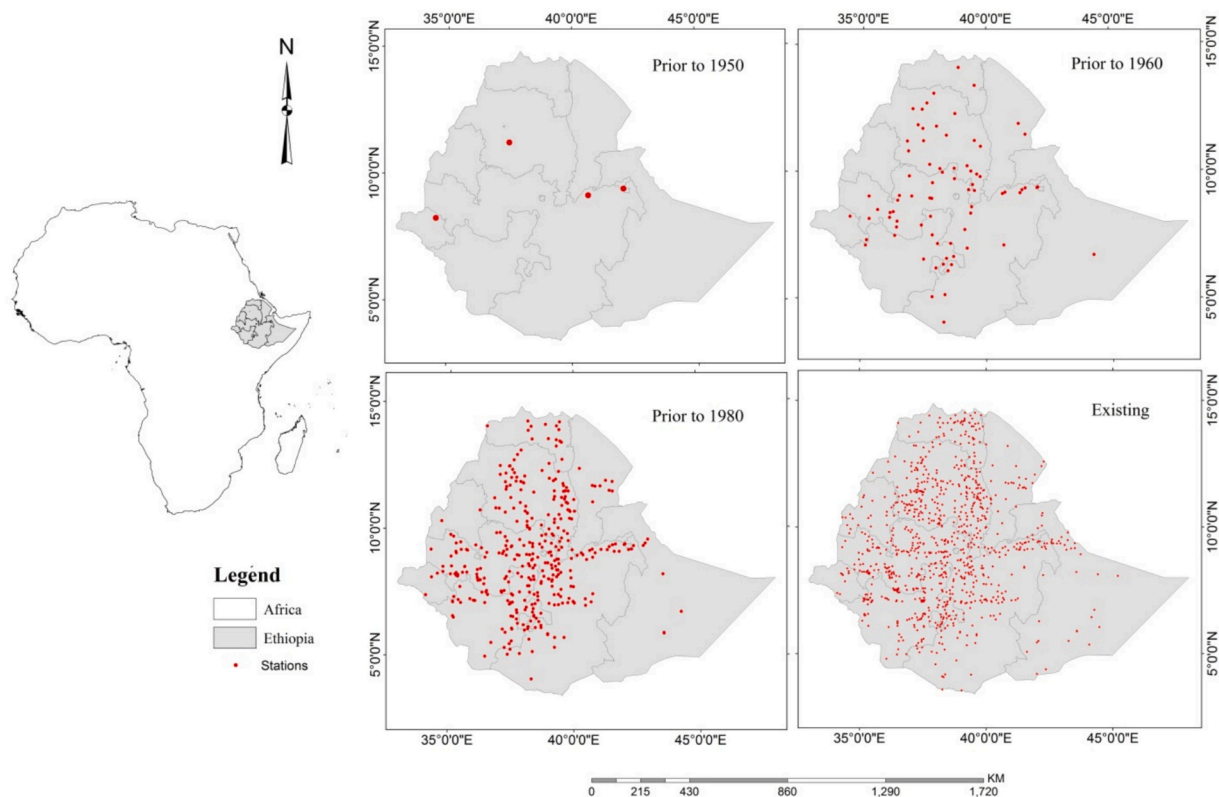 N
Legend
Africa
Ethiopia
Stations
35°0'0"E 40°0'0"E 45°0'0"E
Prior to 1950
15°0'0"N
10°0'0"N
5°0'0"N
35°0'0"E 40°0'0"E 45°0'0"E
Prior to 1960
15°0'0"N
10°0'0"N
5°0'0"N
Prior to 1980
15°0'0"N
10°0'0"N
5°0'0"N
35°0'0"E 40°0'0"E 45°0'0"E
Existing
15°0'0"N
10°0'0"N
5°0'0"N
35°0'0"E 40°0'0"E 45°0'0"E
KM
0 215 430 860 1,290 1,720